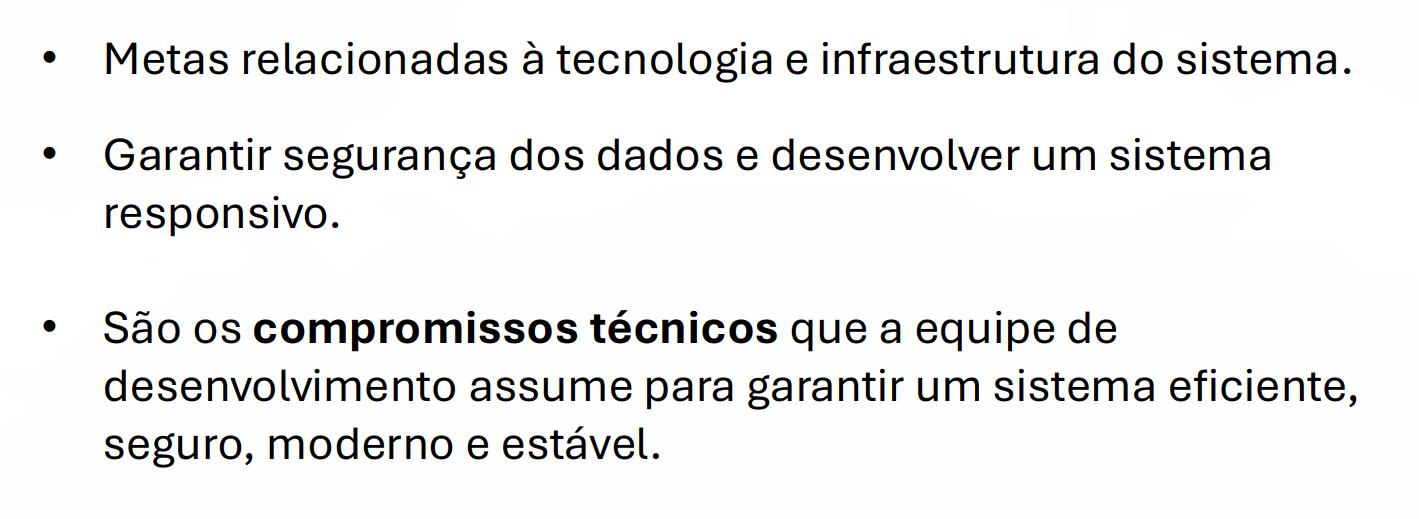 • Metas relacionadas à tecnologia e infraestrutura do sistema.
• Garantir segurança dos dados e desenvolver um sistema
responsivo.
• São os compromissos técnicos que a equipe de
desenvolvimento assume para garantir um sistema eficiente,
seguro, moderno e estável.